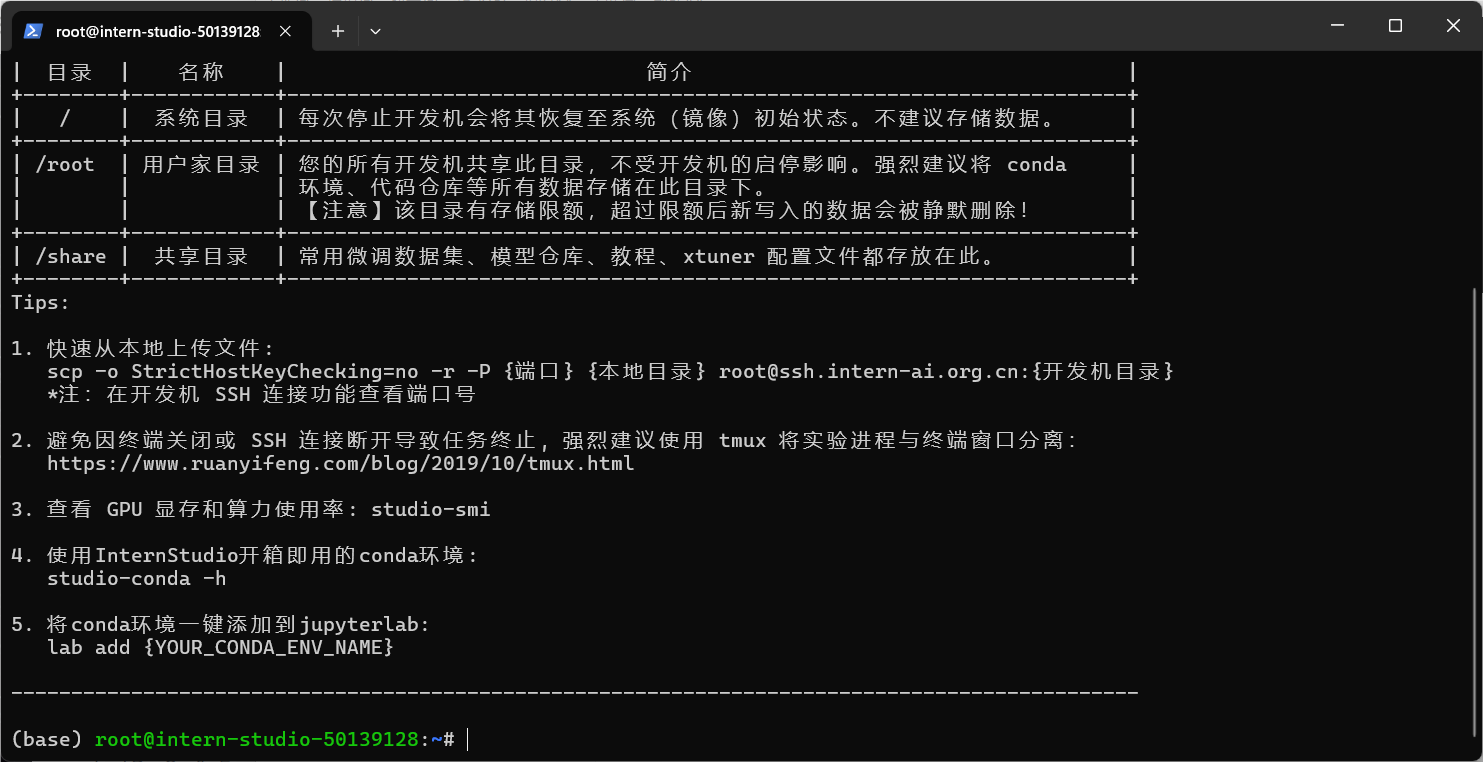 root@intern-studio-50139128:
| 目录 | 名称 | 简介 |
+--------+------------+----------------------------------------------------------------------+
| / | 系统目录 | 每次停止开发机会将其恢复至系统（镜像）初始状态。不建议存储数据。 |
+--------+------------+----------------------------------------------------------------------+
| /root | 用户家目录 | 您的所有开发机共享此目录，不受开发机的启停影响。强烈建议将 conda |
| | | 环境、代码仓库等所有数据存储在此目录下。 |
| | | 【注意】该目录有存储限额，超过限额后新写入的数据会被静默删除！ |
+--------+------------+----------------------------------------------------------------------+
| /share | 共享目录 | 常用微调数据集、模型仓库、教程、xtuner 配置文件都存放在此。 |
+--------+------------+----------------------------------------------------------------------+
Tips:
1. 快速从本地上传文件：
scp -o StrictHostKeyChecking=no -r -P {端口} {本地目录} root@ssh.intern-ai.org.cn:{开发机目录}
*注：在开发机 SSH 连接功能查看端口号
2. 避免因终端关闭或 SSH 连接断开导致任务终止，强烈建议使用 tmux 将实验进程与终端窗口分离：
https://www.ruanyifeng.com/blog/2019/10/tmux.html
3. 查看 GPU 显存和算力使用率：studio-smi
4. 使用InternStudio开箱即用的conda环境：
studio-conda -h
5. 将conda环境一键添加到jupyterlab：
lab add {YOUR_CONDA_ENV_NAME}
----------------------------------------------------------------------------------------------
(base) root@intern-studio-50139128:~#